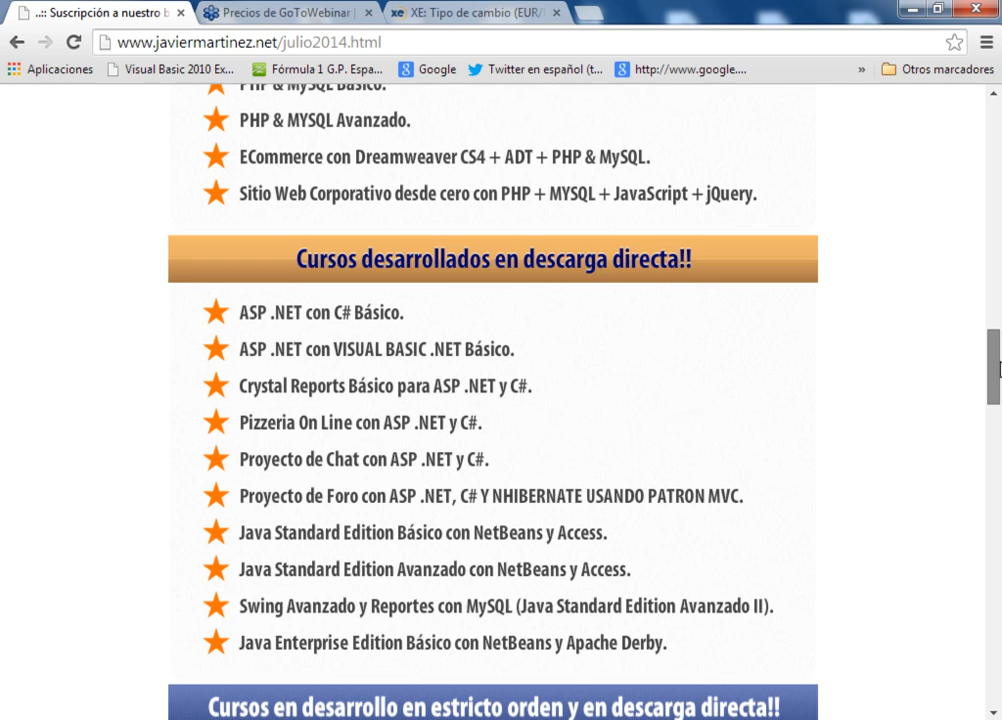 ..:: Suscripción a nuestro b
Precios de GoToWebinar |
XE: Tipo de cambio (EUR/
www.javiermartinez.net/julio2014.html
Aplicaciones
Visual Basic 2010 Ex...
Fórmula 1 G.P. Espa...
Google
Twitter en español (t...
http://www.google....
»
Otros marcadores
PHP & MySQL Básico.
PHP & MYSQL Avanzado.
ECommerce con Dreamweaver CS4 + ADT + PHP & MySQL.
Sitio Web Corporativo desde cero con PHP + MYSQL + JavaScript + jQuery.
Cursos desarrollados en descarga directa!!
ASP .NET con C# Básico.
ASP .NET con VISUAL BASIC .NET Básico.
Crystal Reports Básico para ASP .NET y C#.
Pizzeria On Line con ASP .NET y C#.
Proyecto de Chat con ASP .NET y C#.
Proyecto de Foro con ASP .NET, C# Y NHIBERNATE USANDO PATRON MVC.
Java Standard Edition Básico con NetBeans y Access.
Java Standard Edition Avanzado con NetBeans y Access.
Swing Avanzado y Reportes con MySQL (Java Standard Edition Avanzado II).
Java Enterprise Edition Básico con NetBeans y Apache Derby.
Cursos en desarrollo en estricto orden y en descarga directa!!